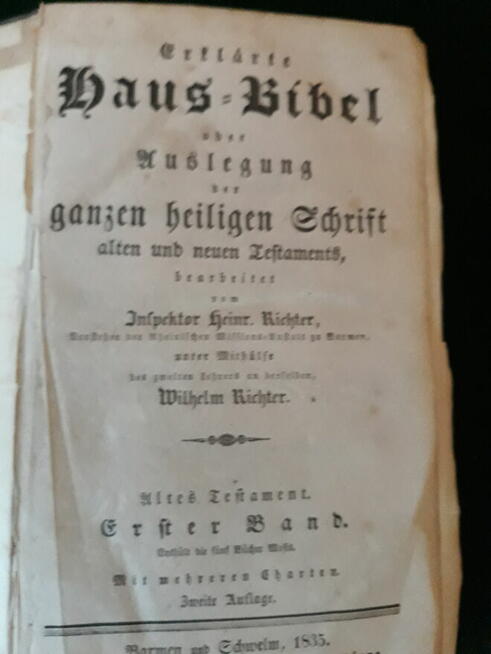 Erklärte
Haus-Bibel
oder
Auslegung
der
ganzen heiligen Schrift
alten und neuen Testaments,
bearbeitet
vom
Inspektor Heinr. Richter,
Vorsteher der Rheinischen Missions-Anstalt zu Barmen,
unter Mithülfe
des zweiten Lehrers an derselben,
Wilhelm Richter.
Altes Testament.
Erster Band.
Enthält die fünf Bücher Mosis.
Mit mehreren Charten.
Zweite Auflage.
Barmen und Schwelm, 1835.